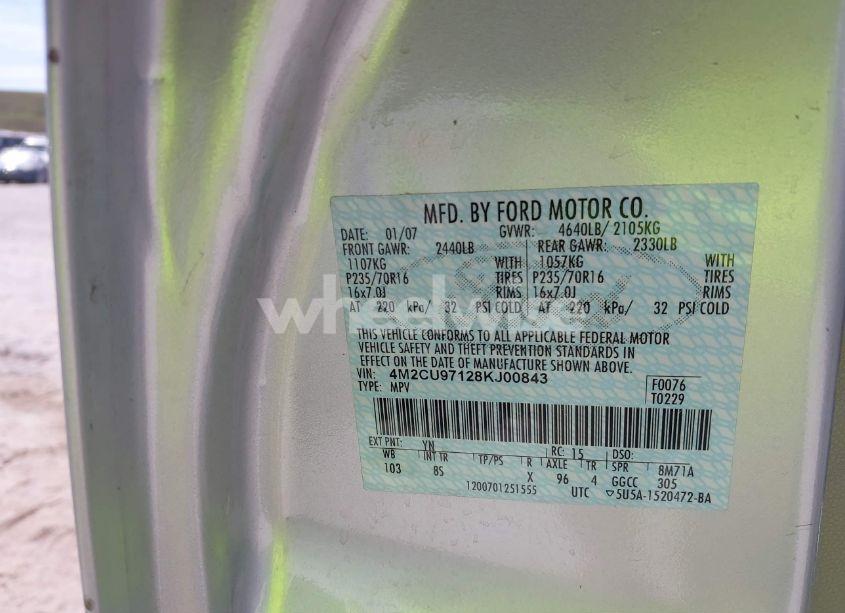 MFD. BY FORD MOTOR CO.
DATE: 01/07 GVWR: 4640LB/ 2105KG
FRONT GAWR: 2440LB REAR GAWR: 2330LB
1107KG WITH 1057KG WITH
P235/70R16 TIRES P235/70R16 TIRES
16x7.0J RIMS 16x7.0J RIMS
AT 220 kPa/ 32 PSI COLD AT 220 kPa/ 32 PSI COLD
wheelwise
THIS VEHICLE CONFORMS TO ALL APPLICABLE FEDERAL MOTOR
VEHICLE SAFETY AND THEFT PREVENTION STANDARDS IN
EFFECT ON THE DATE OF MANUFACTURE SHOWN ABOVE.
VIN: 4M2CU97128KJ00843
TYPE: MPV
F0076
T0229
EXT PNT: YN RC: 15 DSO:
WB INT TR TP/PS R AXLE TR SPR 8M71A
103 BS X 96 4 GGCC 305
1200701251555 UTC 5U5A-1520472-BA